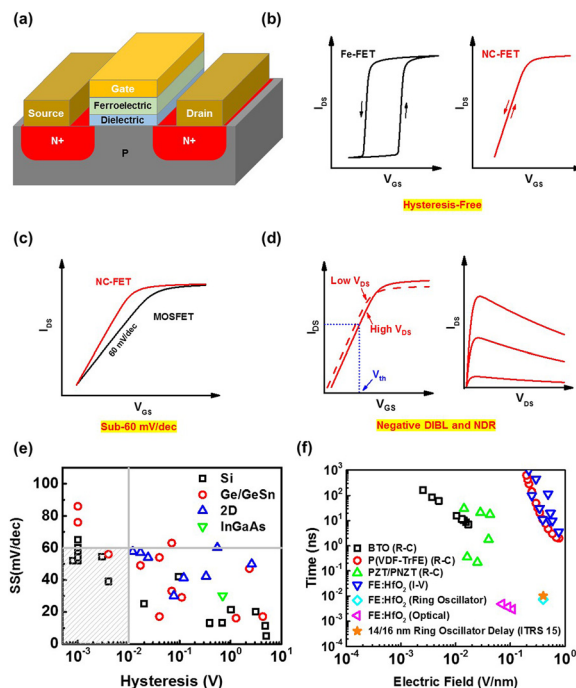 (a)
Gate
Source
Ferroelectric
Drain
Dielectric
N+
N+
P
(b)
Fe-FET
NC-FET
I_DS
I_DS
V_GS
V_GS
Hysteresis-Free
(c)
NC-FET
MOSFET
60 mV/dec
I_DS
V_GS
Sub-60 mV/dec
(d)
Low V_DS
High V_DS
V_th
I_DS
I_DS
V_GS
V_DS
Negative DIBL and NDR
(e)
SS(mV/dec)
100
80
60
40
20
0
Si
Ge/GeSn
2D
InGaAs
10^-3
10^-2
10^-1
10^0
10^1
Hysteresis (V)
(f)
Time (ns)
10^3
10^2
10^1
10^0
10^-1
10^-2
10^-3
10^-4
BTO (R-C)
P(VDF-TrFE) (R-C)
PZT/PNZT (R-C)
FE:HfO_2 (I-V)
FE:HfO_2 (Ring Oscillator)
FE:HfO_2 (Optical)
14/16 nm Ring Oscillator Delay (ITRS 15)
10^-4
10^-3
10^-2
10^-1
10^0
Electric Field (V/nm)